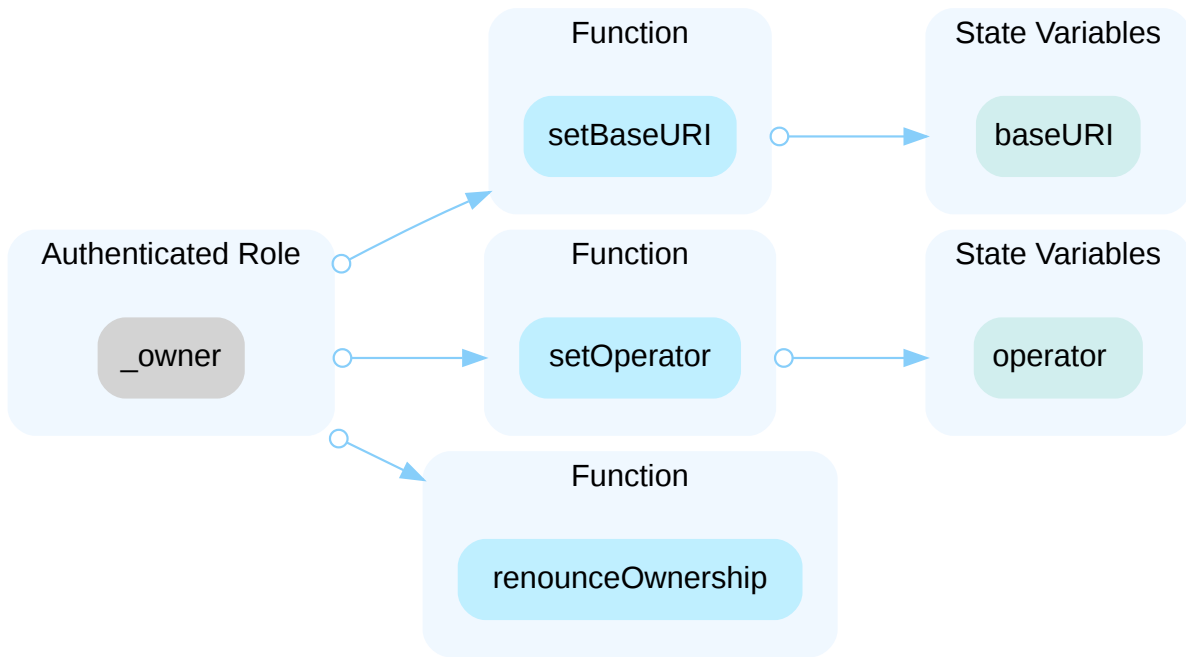 Function
setBaseURI
State Variables
baseURI
Authenticated Role
_owner
Function
setOperator
State Variables
operator
Function
renounceOwnership